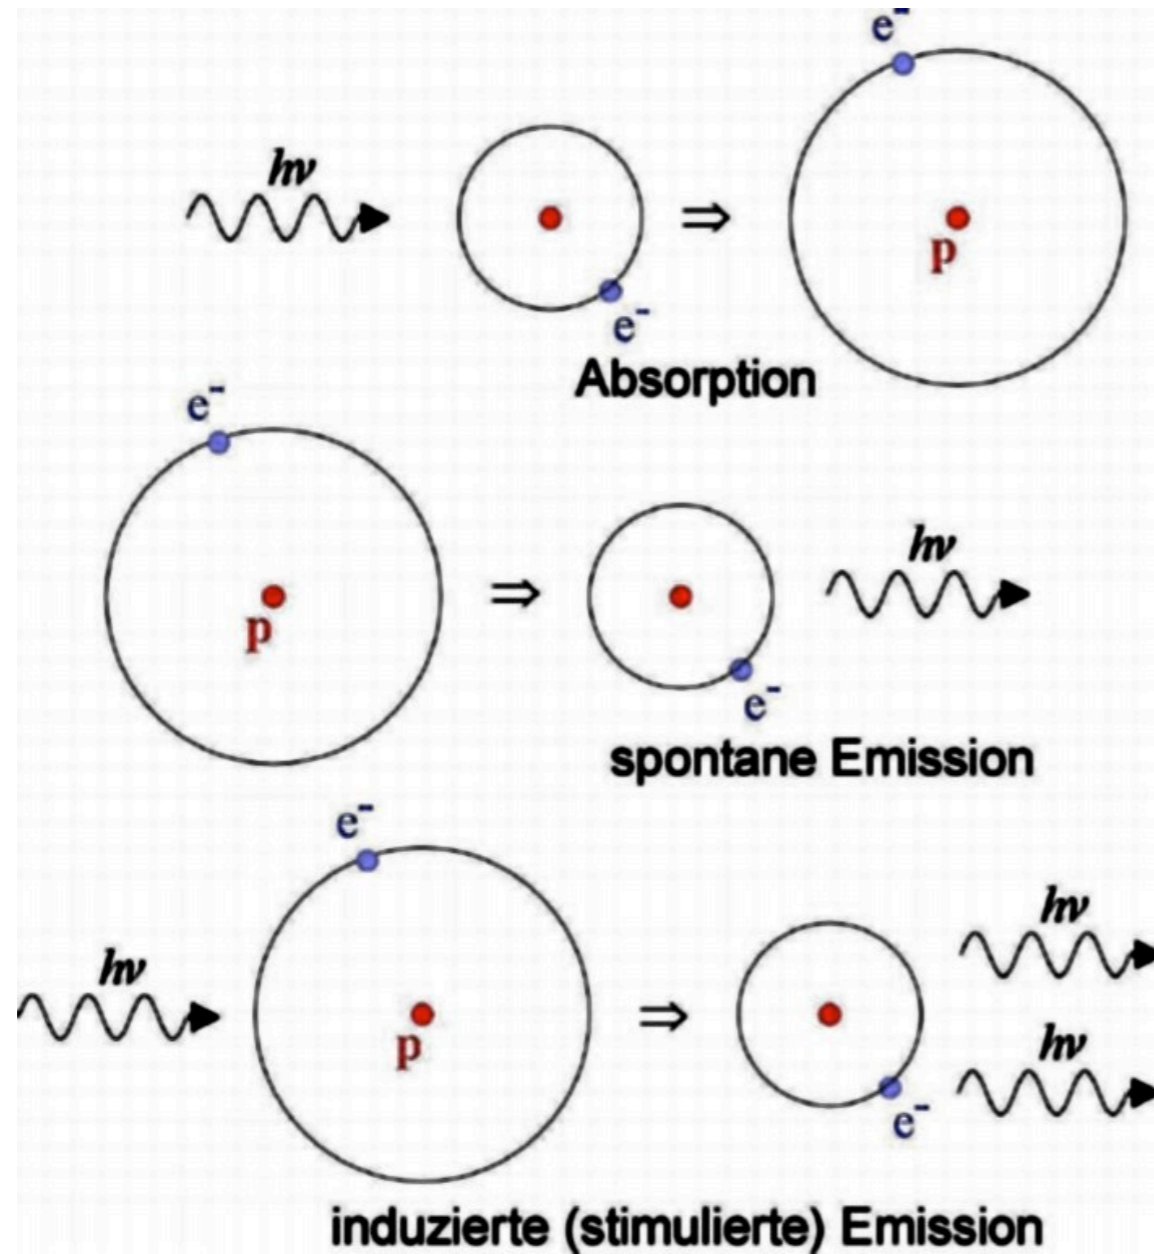 e⁻
hν
p
e⁻
Absorption
e⁻
hν
p
e⁻
spontane Emission
e⁻
hν
hν
p
hν
e⁻
induzierte (stimulierte) Emission